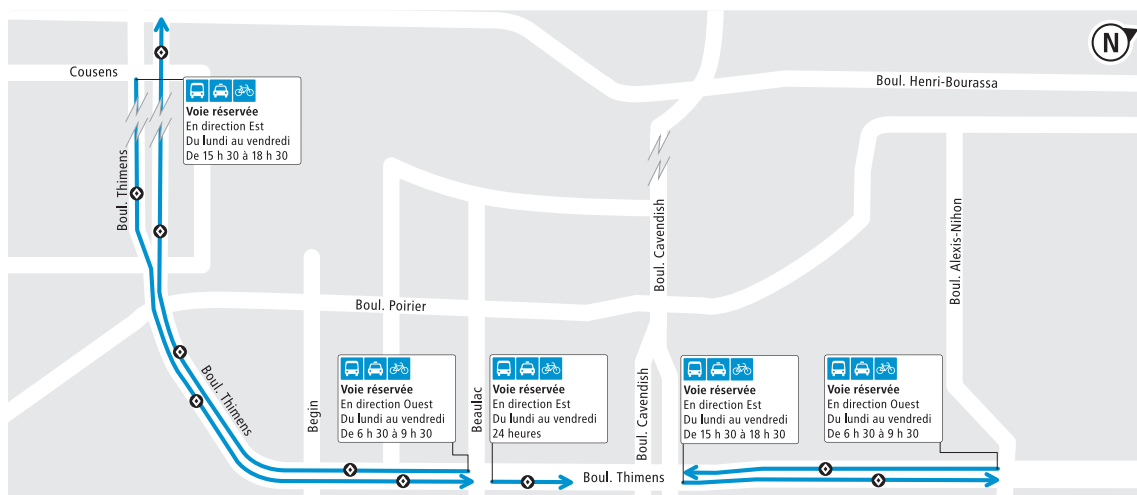 N
Cousens
Boul. Henri-Bourassa
Voie réservée
En direction Est
Du lundi au vendredi
De 15 h 30 à 18 h 30
Boul. Thimens
Boul. Cavendish
Boul. Alexis-Nihon
Boul. Poirier
Boul. Thimens
Begin
Voie réservée
En direction Ouest
Du lundi au vendredi
De 6 h 30 à 9 h 30
Beaulac
Voie réservée
En direction Est
Du lundi au vendredi
24 heures
Boul. Cavendish
Voie réservée
En direction Est
Du lundi au vendredi
De 15 h 30 à 18 h 30
Voie réservée
En direction Ouest
Du lundi au vendredi
De 6 h 30 à 9 h 30
Boul. Thimens